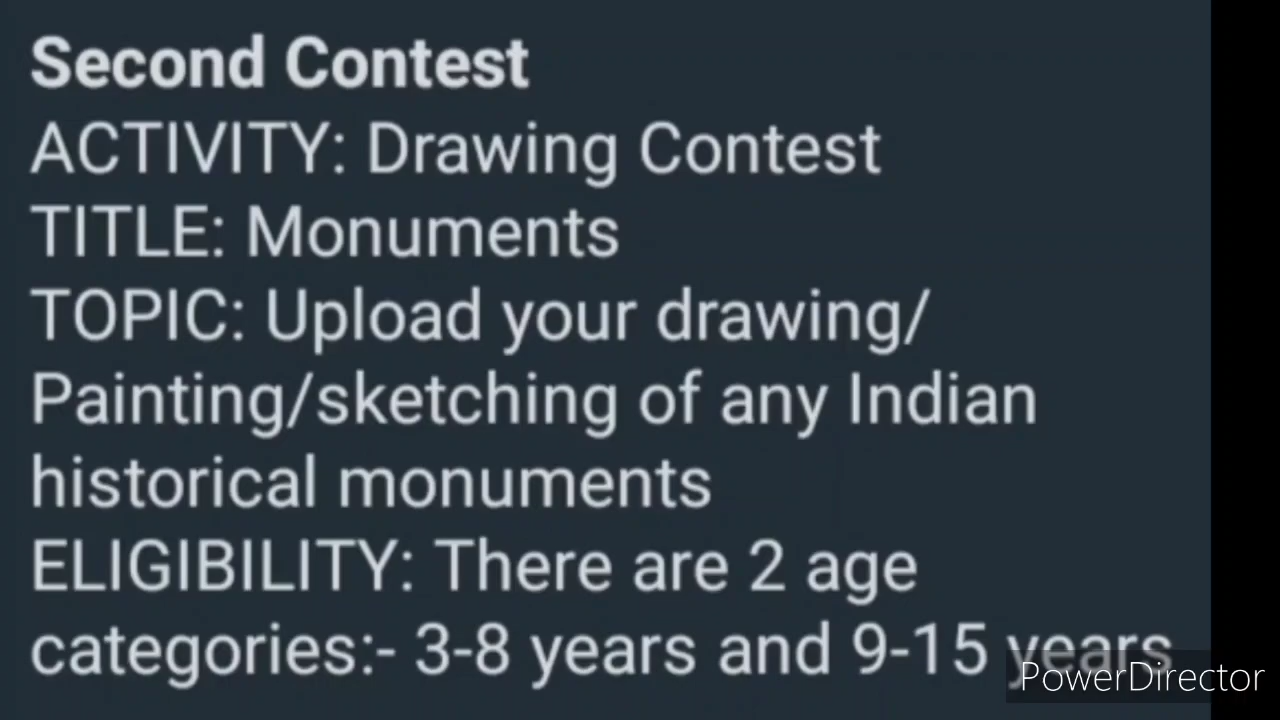 Second Contest
ACTIVITY: Drawing Contest
TITLE: Monuments
TOPIC: Upload your drawing/
Painting/sketching of any Indian
historical monuments
ELIGIBILITY: There are 2 age
categories:- 3-8 years and 9-15 years
PowerDirector